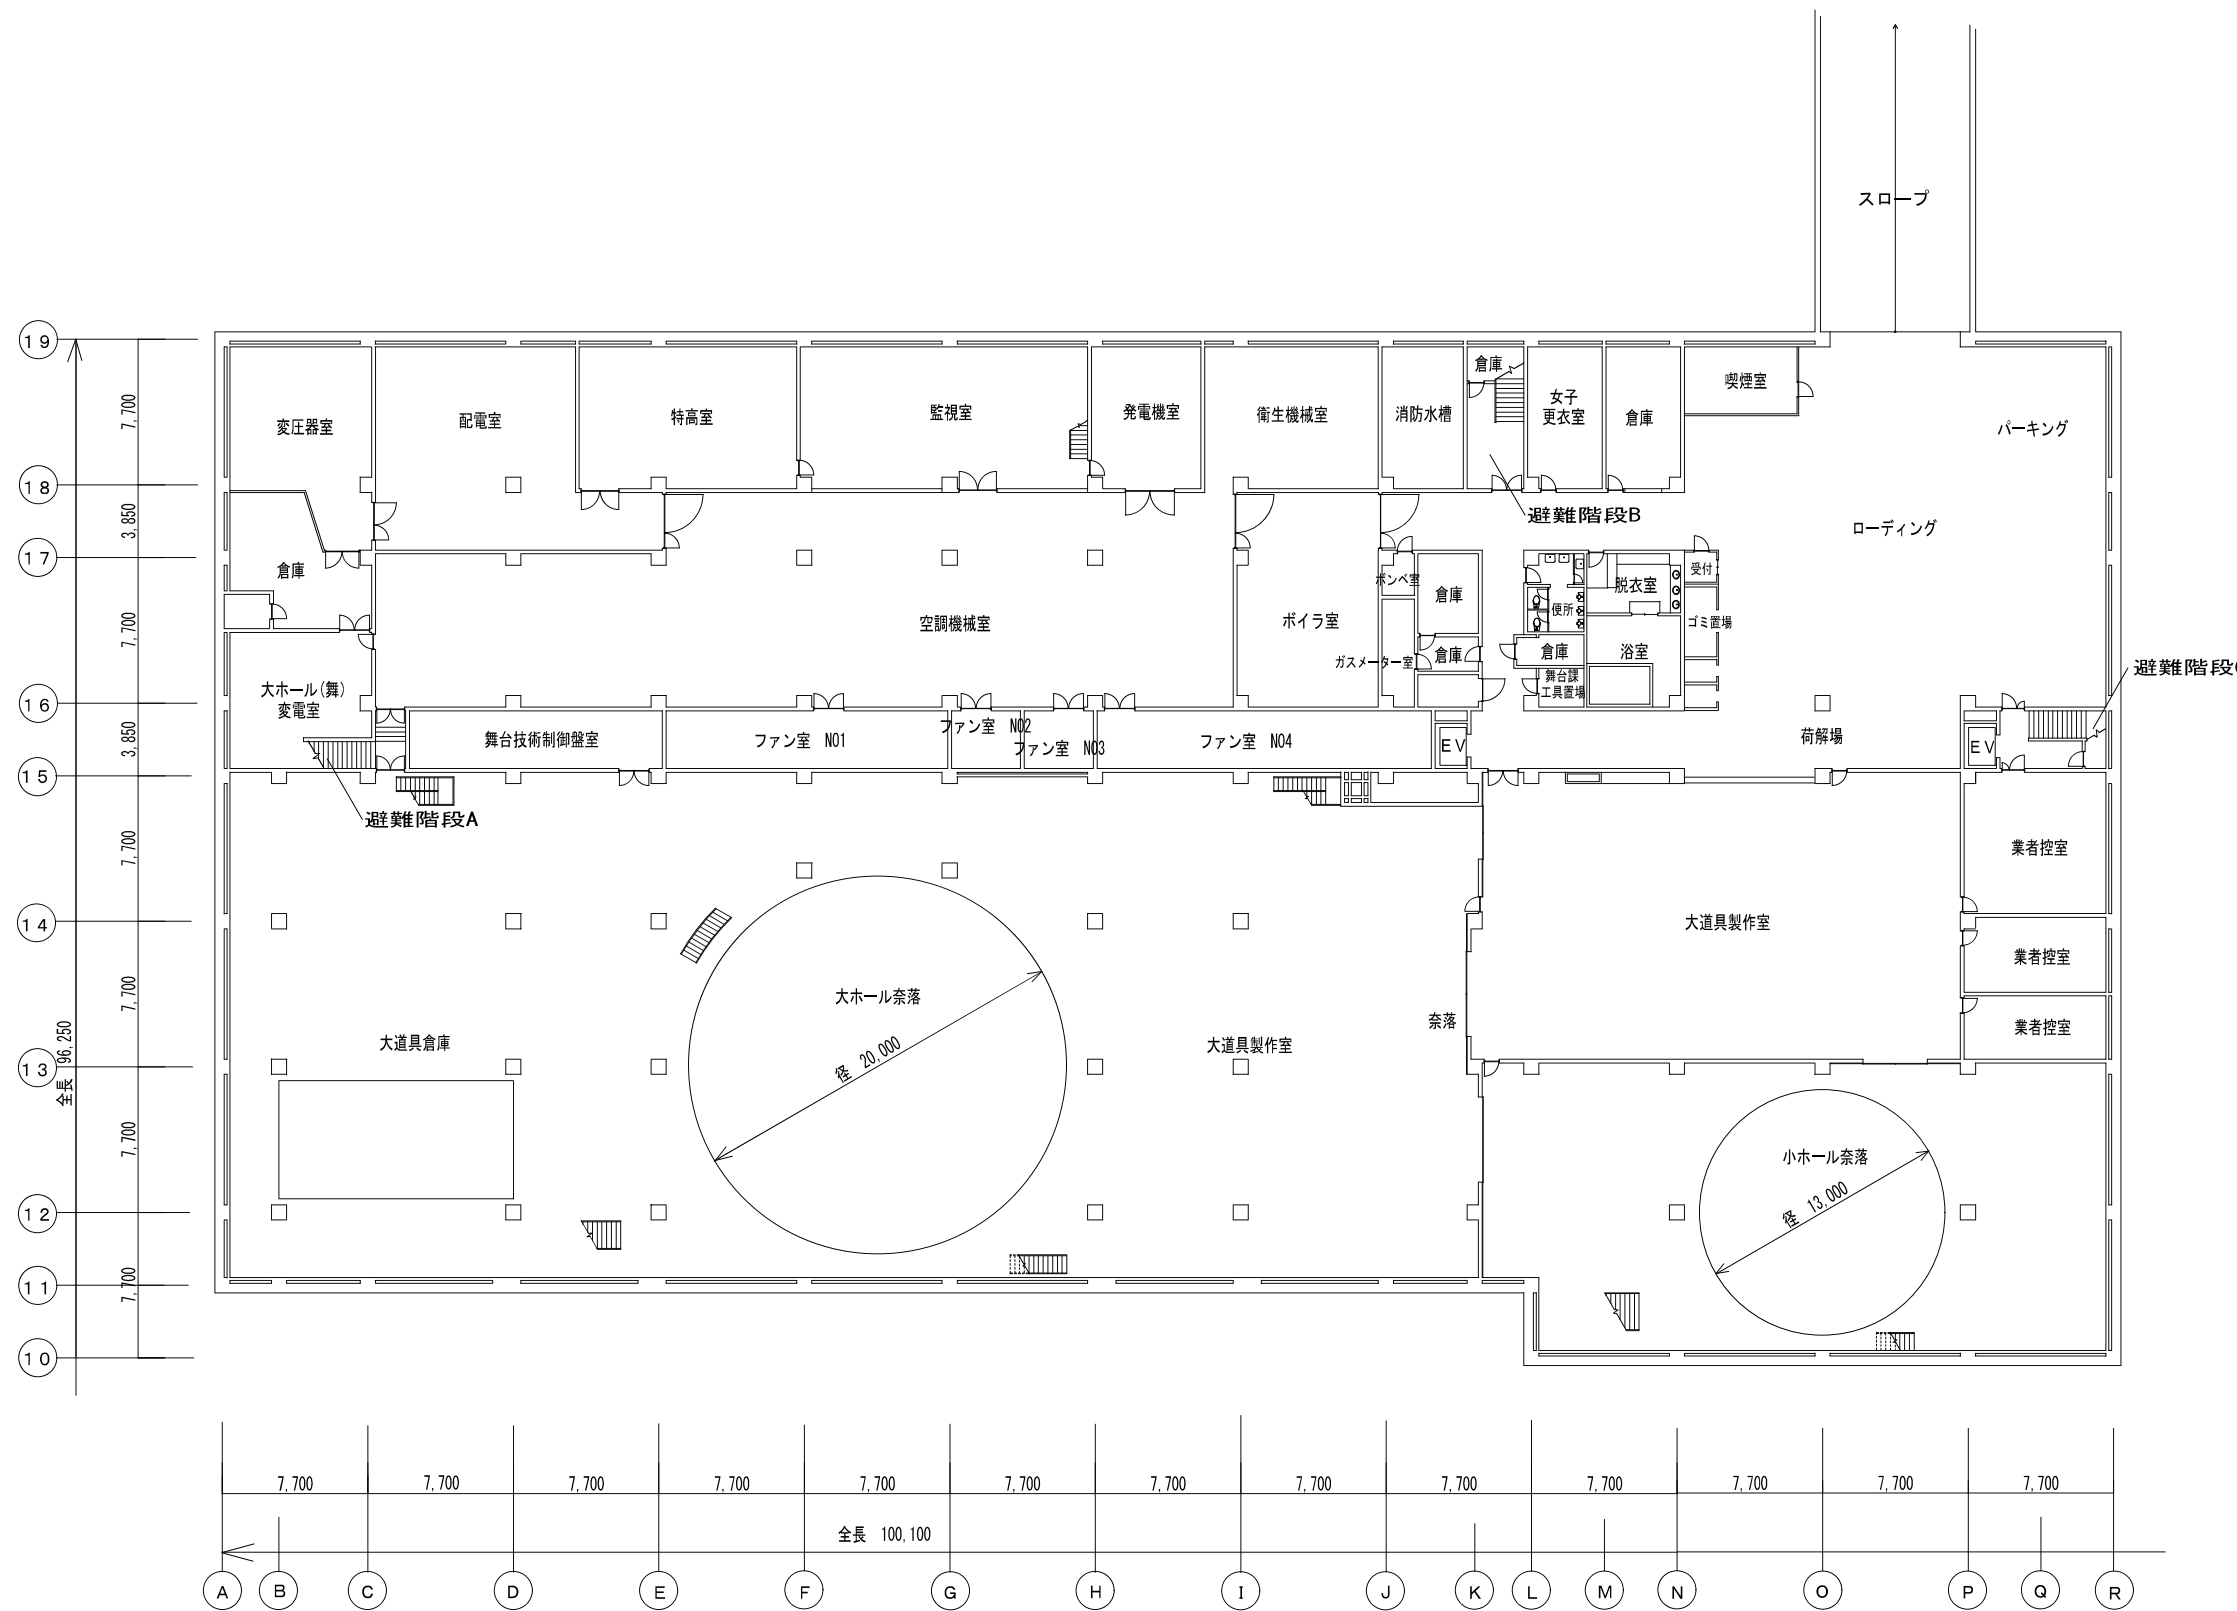 スロープ
19
7,700
変圧器室
配電室
特高室
監視室
発電機室
衛生機械室
消防水槽
倉庫
女子
更衣室
倉庫
喫煙室
パーキング
18
3,850
避難階段B
ローディング
17
倉庫
7,700
空調機械室
ボイラ室
ボンベ室
倉庫
ガスメーター室
倉庫
便所
脱衣室
受付
ゴミ置場
倉庫
浴室
舞台課
工具置場
避難階段
大ホール(舞)
変電室
16
3,850
舞台技術制御盤室
ファン室 NO1
ファン室 NO2
ファン室 NO3
ファン室 NO4
EV
荷解場
EV
15
避難階段A
7,700
業者控室
14
大道具製作室
7,700
業者控室
大ホール奈落
径 20,000
大道具倉庫
大道具製作室
奈落
業者控室
全長 96,250
13
7,700
小ホール奈落
径 13,000
12
7,700
11
10
7,700
7,700
7,700
7,700
7,700
7,700
7,700
7,700
7,700
7,700
7,700
7,700
7,700
全長 100,100
A
B
C
D
E
F
G
H
I
J
K
L
M
N
O
P
Q
R